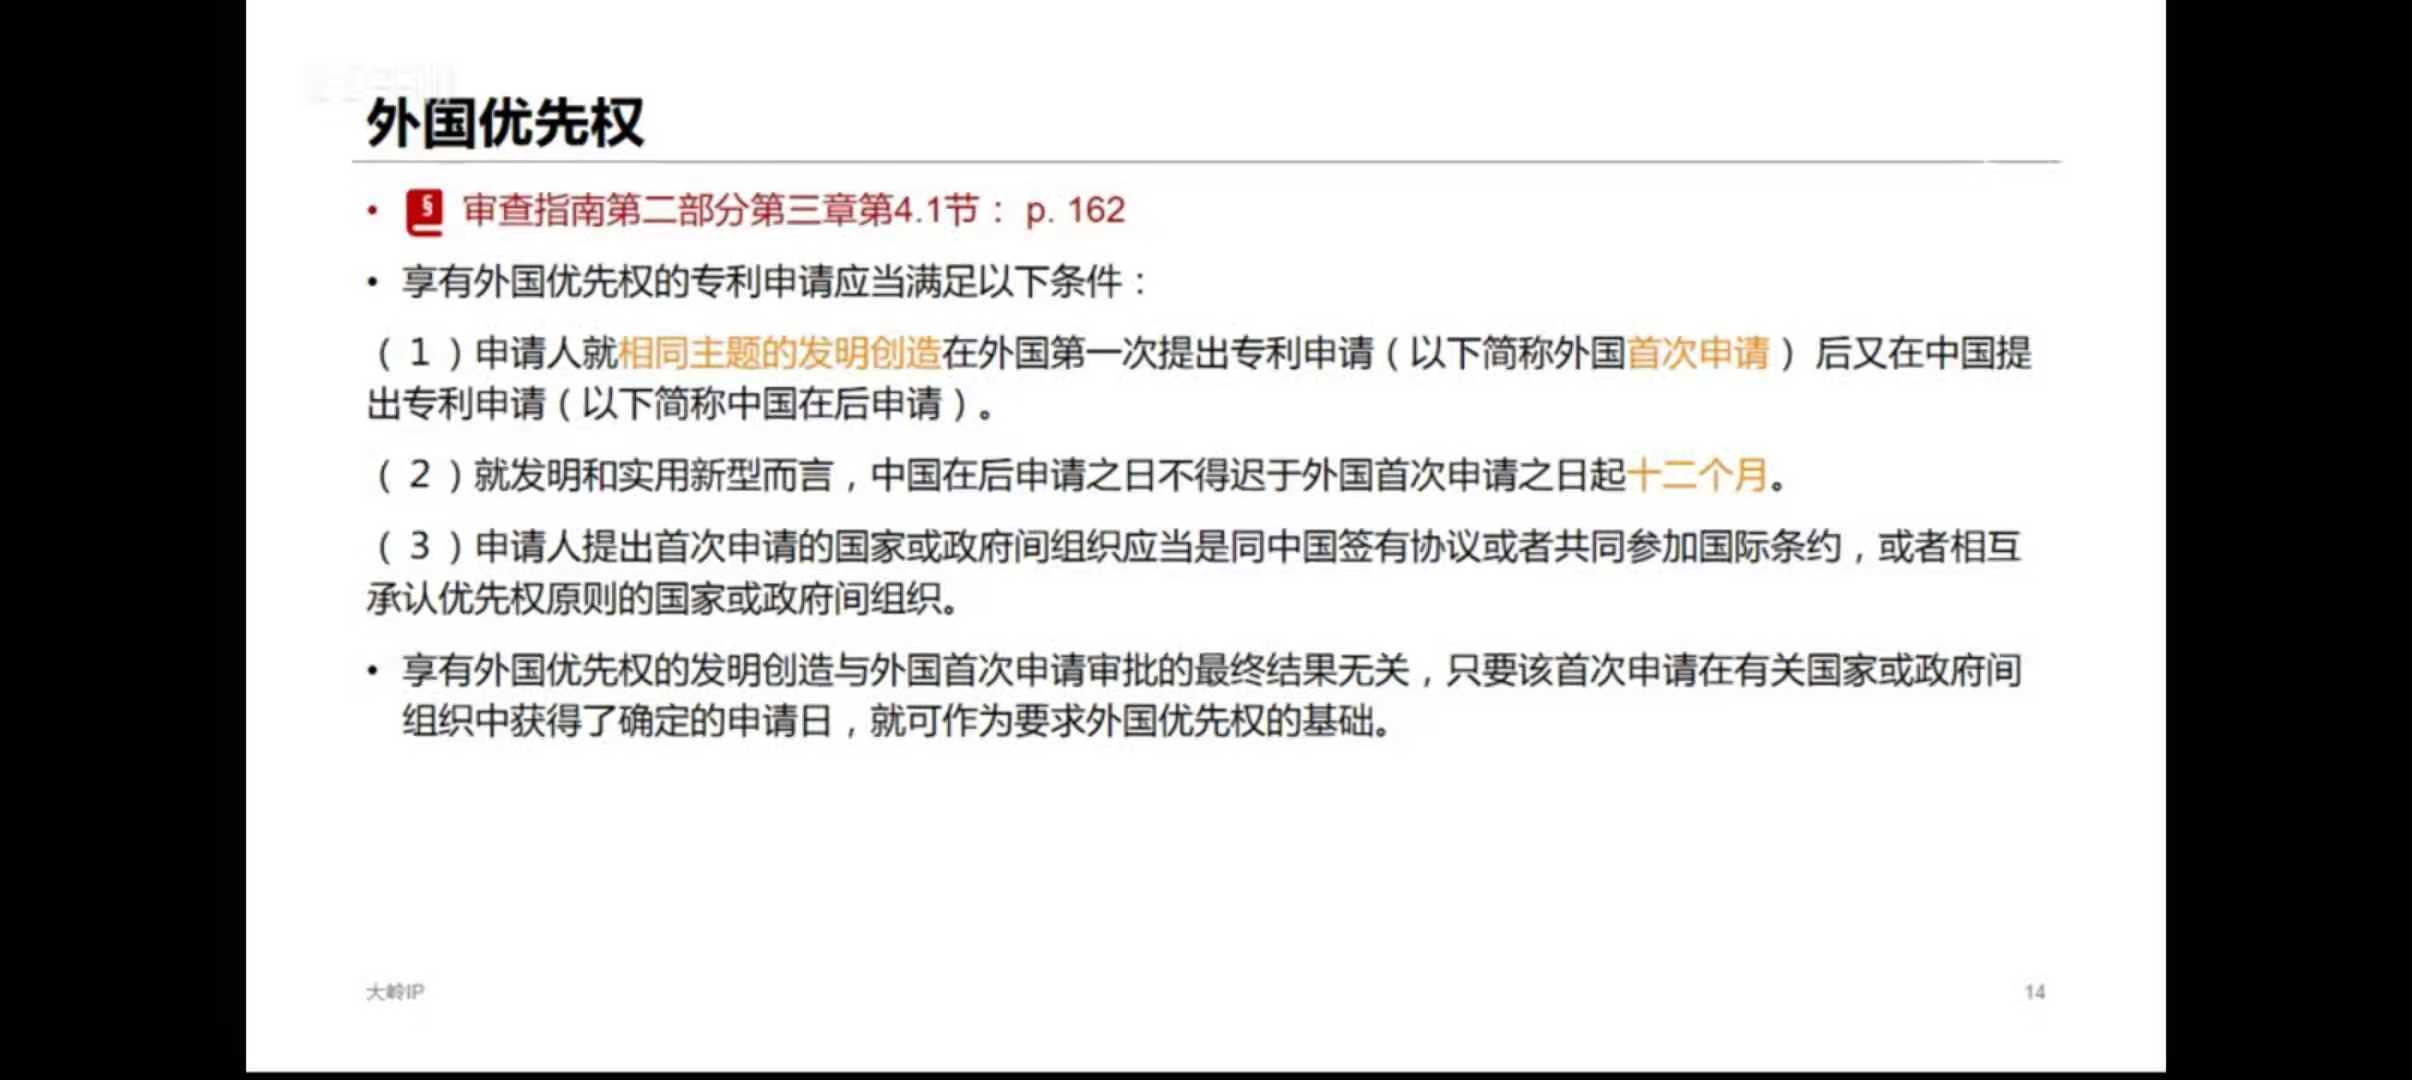 外国优先权
• § 审查指南第二部分第三章第4.1节： p. 162
• 享有外国优先权的专利申请应当满足以下条件：
（1）申请人就相同主题的发明创造在外国第一次提出专利申请（以下简称外国首次申请） 后又在中国提
出专利申请（以下简称中国在后申请）。
（2）就发明和实用新型而言，中国在后申请之日不得迟于外国首次申请之日起十二个月。
（3）申请人提出首次申请的国家或政府间组织应当是同中国签有协议或者共同参加国际条约，或者相互
承认优先权原则的国家或政府间组织。
• 享有外国优先权的发明创造与外国首次申请审批的最终结果无关，只要该首次申请在有关国家或政府间
组织中获得了确定的申请日，就可作为要求外国优先权的基础。
大岭IP
14